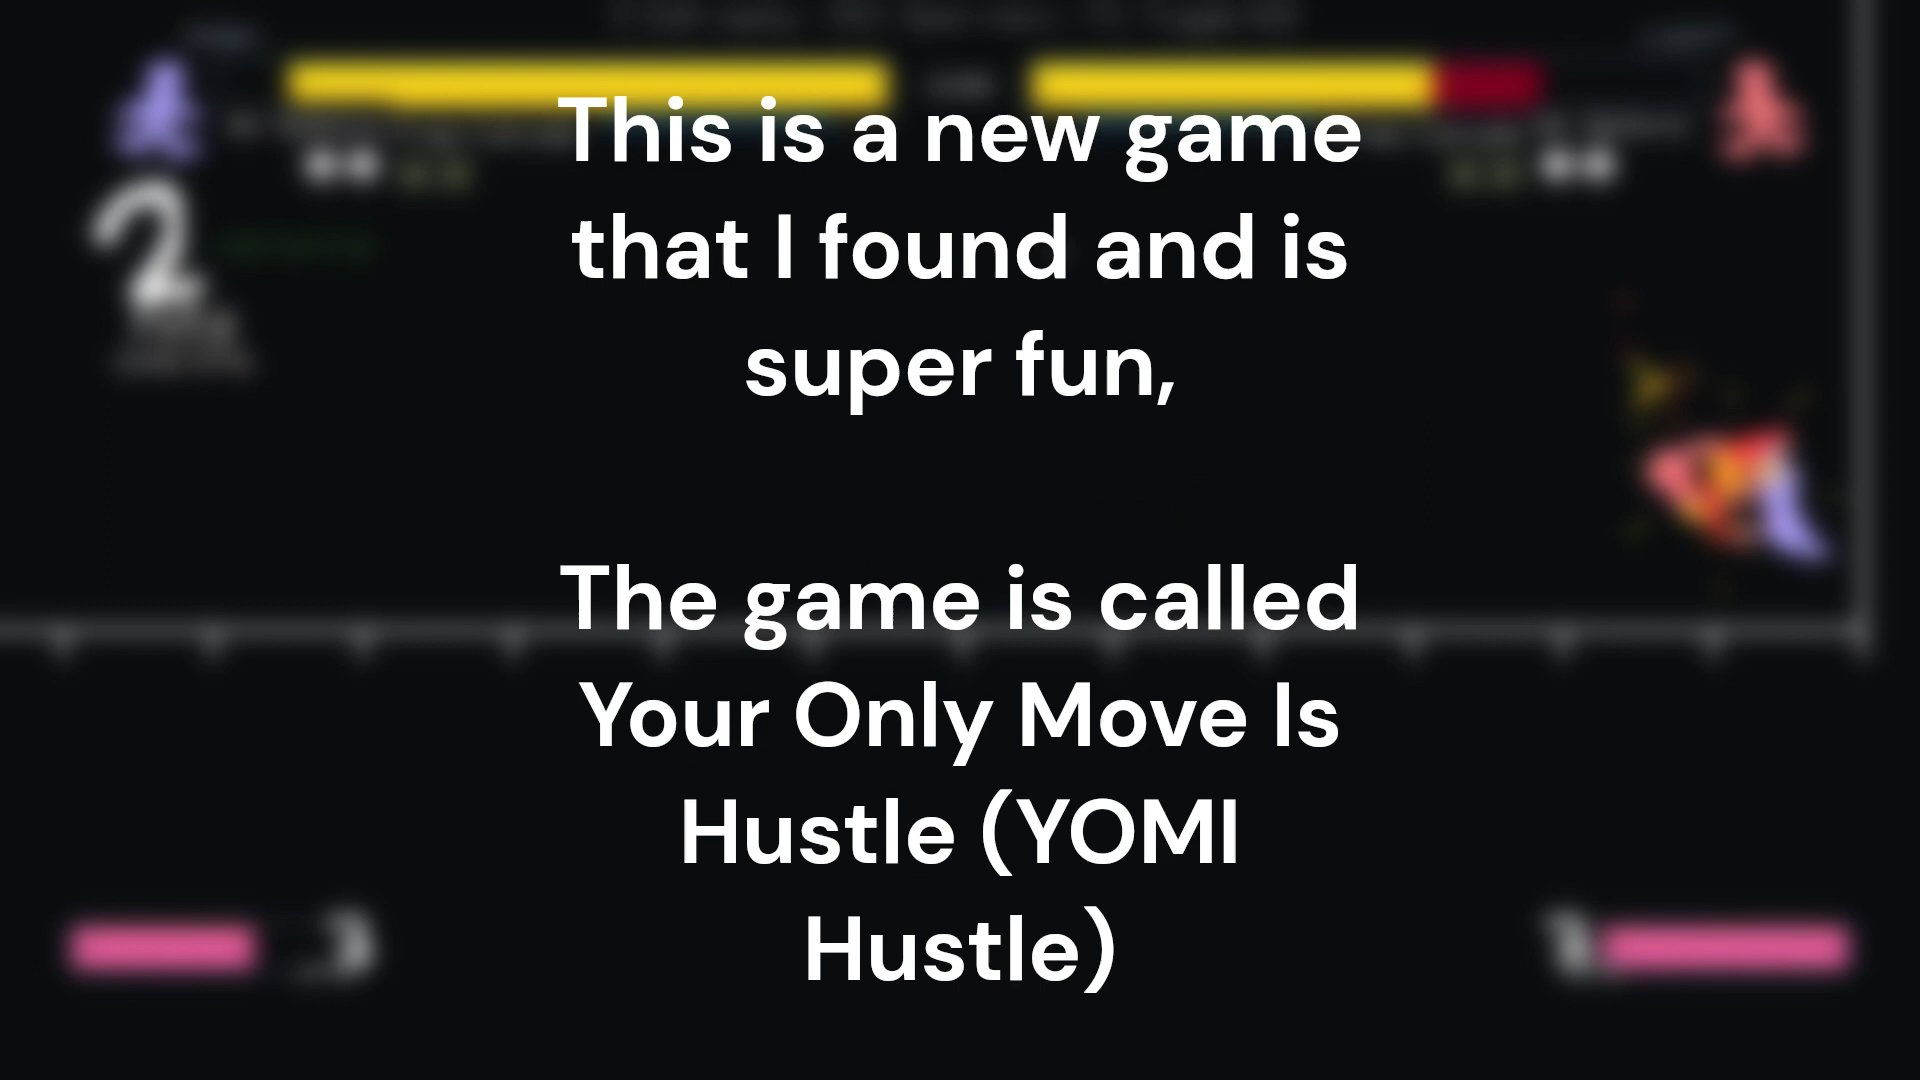 This is a new game
that I found and is
super fun,
The game is called
Your Only Move Is
Hustle (YOMI
Hustle)